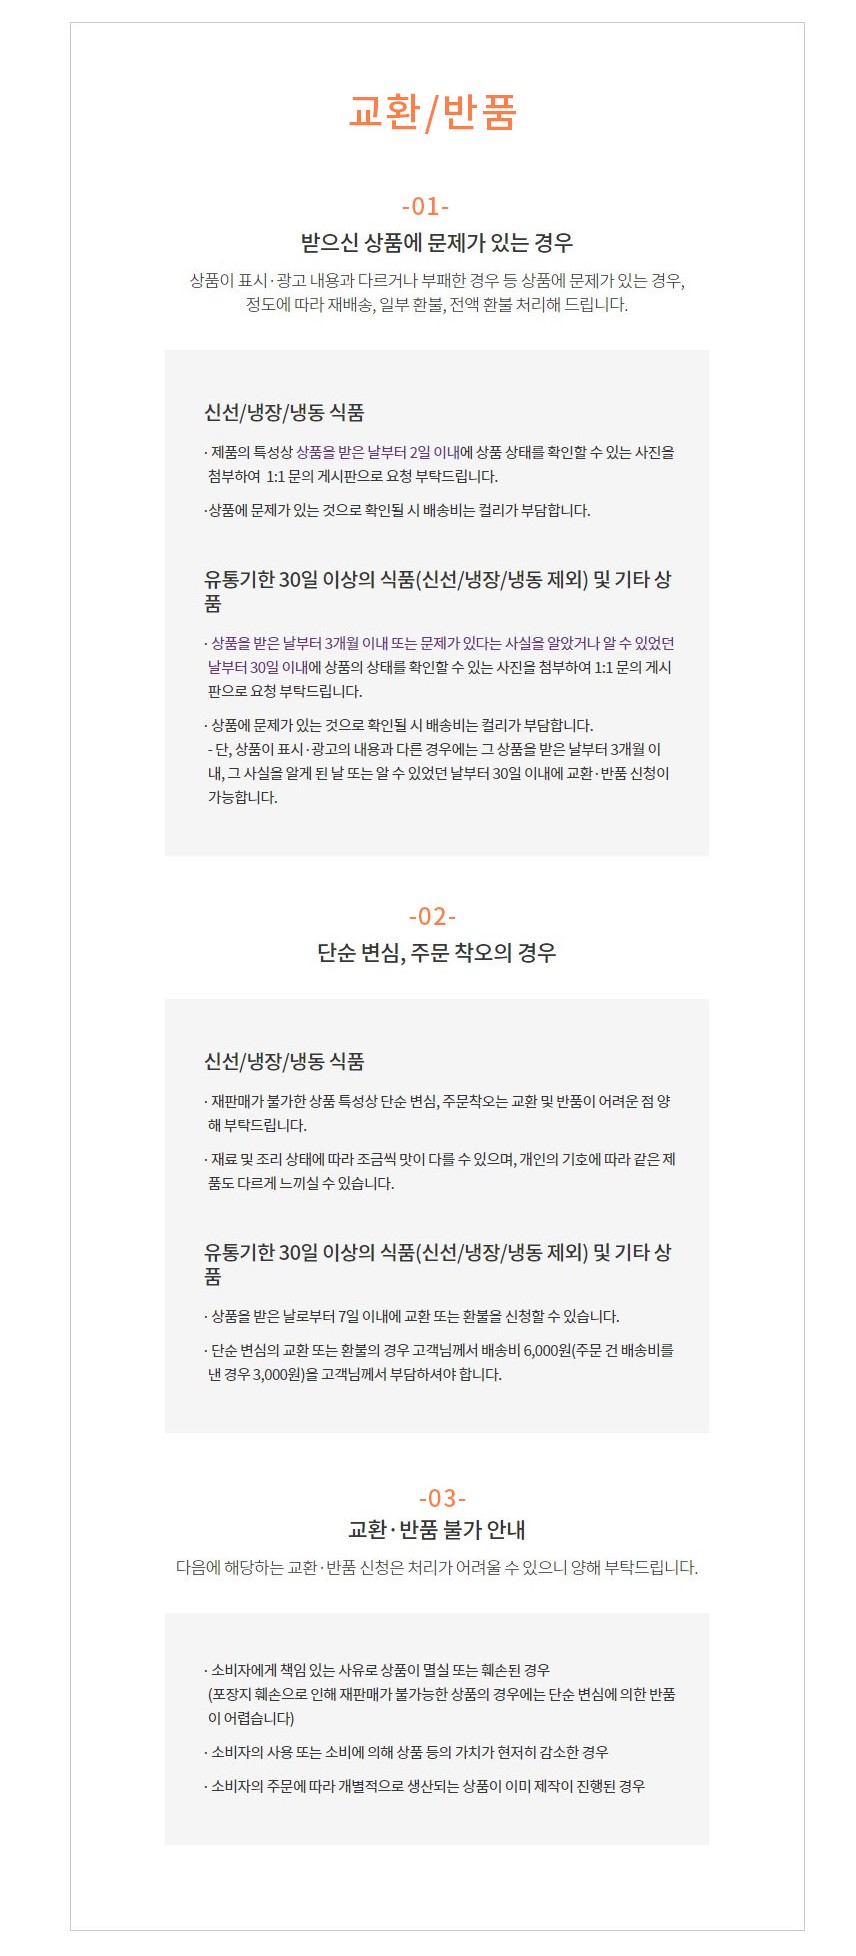 교환/반품
-01-
받으신 상품에 문제가 있는 경우
상품이 표시·광고 내용과 다르거나 부패한 경우 등 상품에 문제가 있는 경우,
정도에 따라 재배송, 일부 환불, 전액 환불 처리해 드립니다.
신선/냉장/냉동 식품
· 제품의 특성상 상품을 받은 날부터 2일 이내에 상품 상태를 확인할 수 있는 사진을
첨부하여 1:1 문의 게시판으로 요청 부탁드립니다.
·상품에 문제가 있는 것으로 확인될 시 배송비는 컬리가 부담합니다.
유통기한 30일 이상의 식품(신선/냉장/냉동 제외) 및 기타 상
품
· 상품을 받은 날부터 3개월 이내 또는 문제가 있다는 사실을 알았거나 알 수 있었던
날부터 30일 이내에 상품의 상태를 확인할 수 있는 사진을 첨부하여 1:1 문의 게시
판으로 요청 부탁드립니다.
· 상품에 문제가 있는 것으로 확인될 시 배송비는 컬리가 부담합니다.
- 단, 상품이 표시·광고의 내용과 다른 경우에는 그 상품을 받은 날부터 3개월 이
내, 그 사실을 알게 된 날 또는 알 수 있었던 날부터 30일 이내에 교환·반품 신청이
가능합니다.
-02-
단순 변심, 주문 착오의 경우
신선/냉장/냉동 식품
· 재판매가 불가한 상품 특성상 단순 변심, 주문착오는 교환 및 반품이 어려운 점 양
해 부탁드립니다.
· 재료 및 조리 상태에 따라 조금씩 맛이 다를 수 있으며, 개인의 기호에 따라 같은 제
품도 다르게 느끼실 수 있습니다.
유통기한 30일 이상의 식품(신선/냉장/냉동 제외) 및 기타 상
품
· 상품을 받은 날로부터 7일 이내에 교환 또는 환불을 신청할 수 있습니다.
· 단순 변심의 교환 또는 환불의 경우 고객님께서 배송비 6,000원(주문 건 배송비를
낸 경우 3,000원)을 고객님께서 부담하셔야 합니다.
-03-
교환·반품 불가 안내
다음에 해당하는 교환·반품 신청은 처리가 어려울 수 있으니 양해 부탁드립니다.
· 소비자에게 책임 있는 사유로 상품이 멸실 또는 훼손된 경우
(포장지 훼손으로 인해 재판매가 불가능한 상품의 경우에는 단순 변심에 의한 반품
이 어렵습니다)
· 소비자의 사용 또는 소비에 의해 상품 등의 가치가 현저히 감소한 경우
· 소비자의 주문에 따라 개별적으로 생산되는 상품이 이미 제작이 진행된 경우